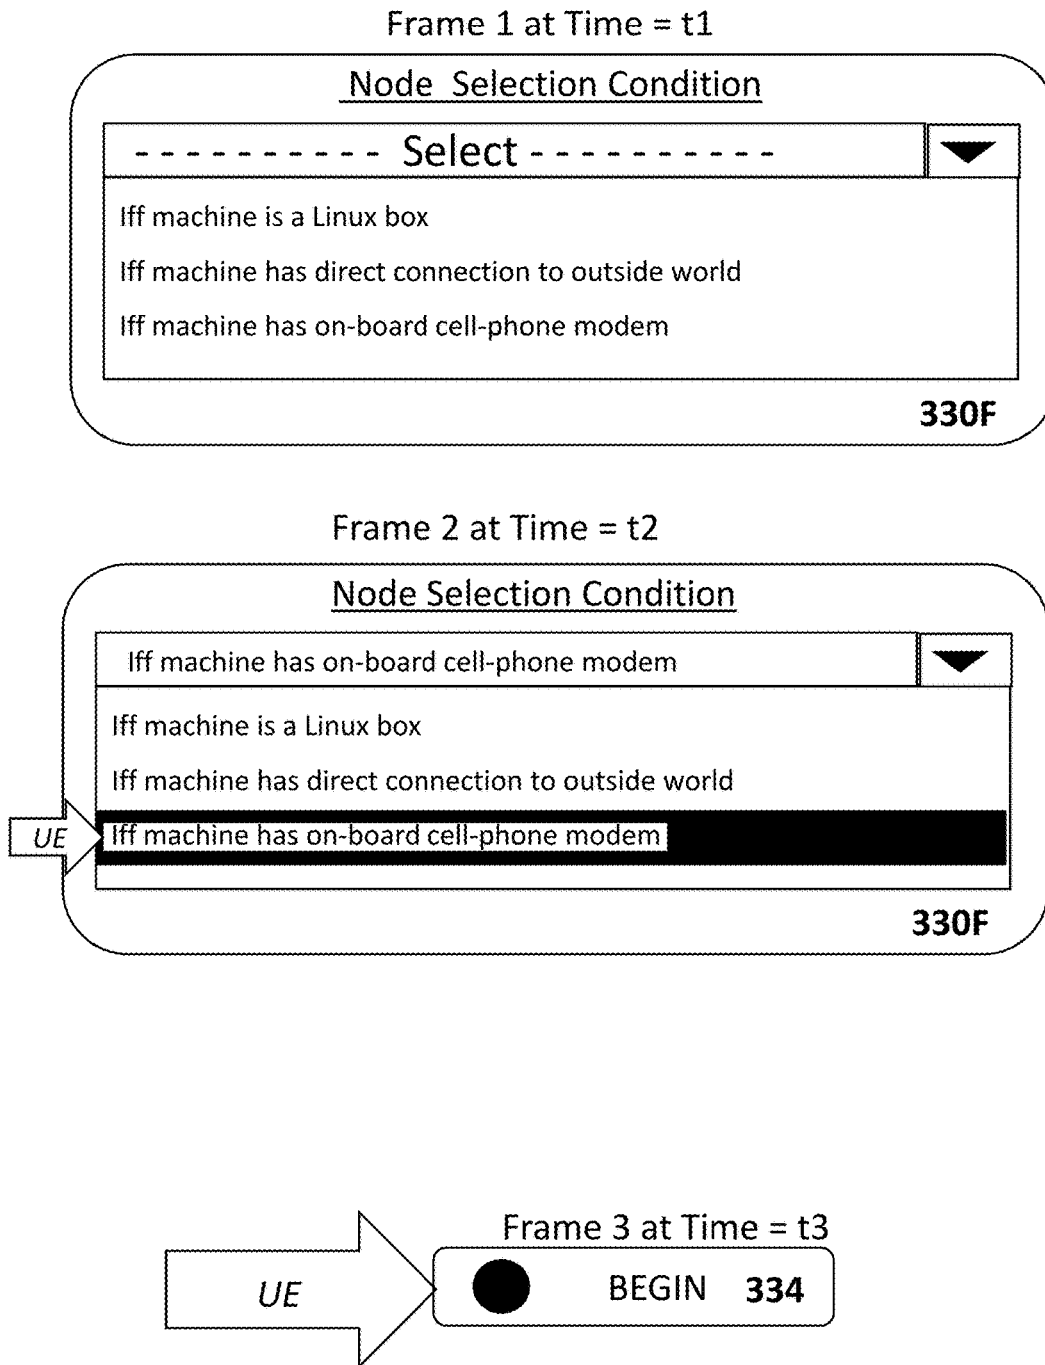 Frame 1 at Time = t1
Node Selection Condition
- - - - - - - - - - Select - - - - - - - - - -
Iff machine is a Linux box
Iff machine has direct connection to outside world
Iff machine has on-board cell-phone modem
330F
Frame 2 at Time = t2
Node Selection Condition
Iff machine has on-board cell-phone modem
Iff machine is a Linux box
Iff machine has direct connection to outside world
UE Iff machine has on-board cell-phone modem
330F
Frame 3 at Time = t3
UE BEGIN 334